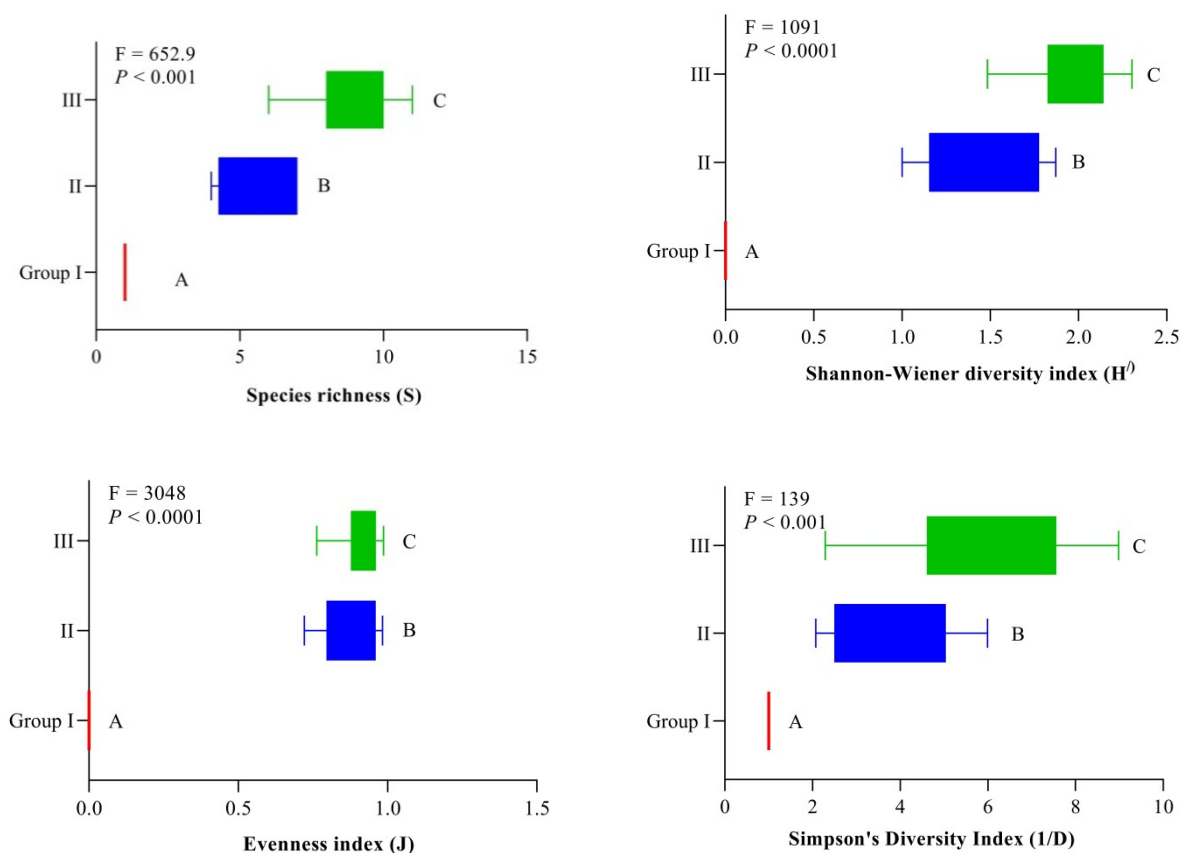 F = 652.9
P < 0.001
III
C
II
B
Group I
A
0 5 10 15
Species richness (S)
F = 1091
P < 0.0001
III
C
II
B
Group I
A
0.0 0.5 1.0 1.5 2.0 2.5
Shannon-Wiener diversity index (H/)
F = 3048
P < 0.0001
III
C
II
B
Group I
A
0.0 0.5 1.0 1.5
Evenness index (J)
F = 139
P < 0.001
III
C
II
B
Group I
A
0 2 4 6 8 10
Simpson's Diversity Index (1/D)